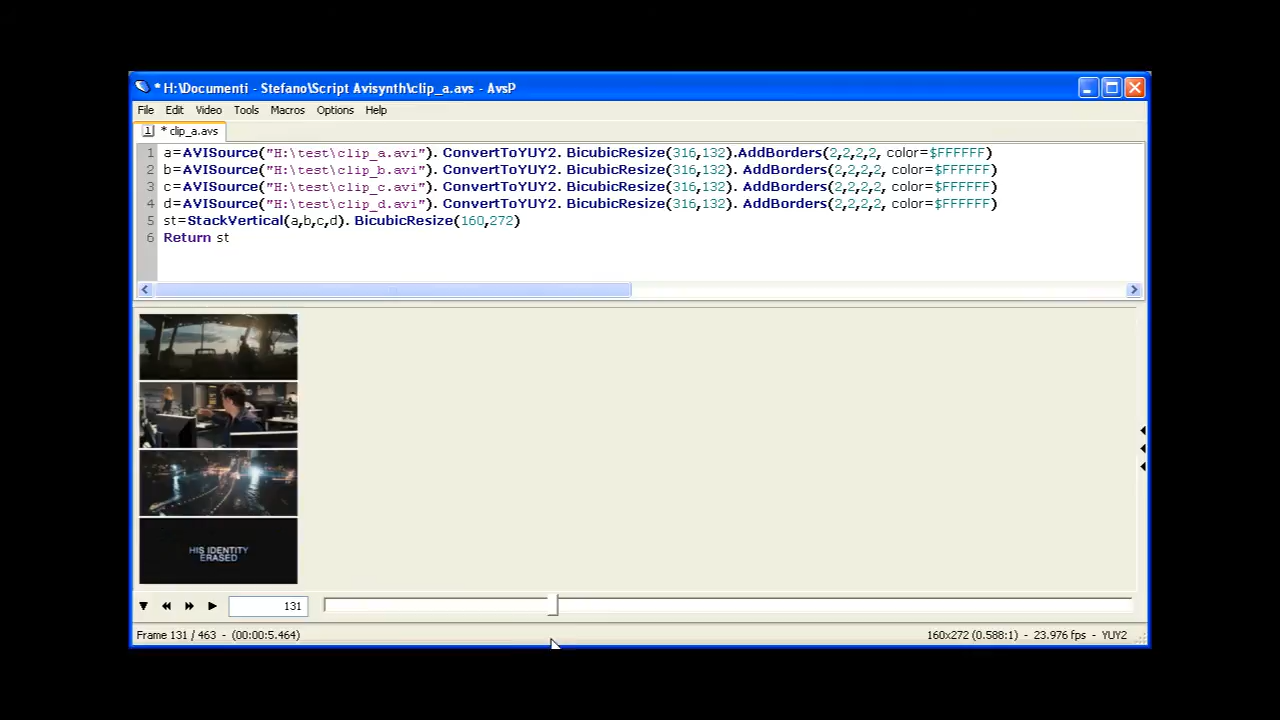 * H:\Documenti - Stefano\Script Avisynth\clip_a.avs - AvsP
File Edit Video Tools Macros Options Help
1 * clip_a.avs
1 a=AVISource("H:\test\clip_a.avi"). ConvertToYUY2. BicubicResize(316,132).AddBorders(2,2,2,2, color=$FFFFFF)
2 b=AVISource("H:\test\clip_b.avi"). ConvertToYUY2. BicubicResize(316,132). AddBorders(2,2,2,2, color=$FFFFFF)
3 c=AVISource("H:\test\clip_c.avi"). ConvertToYUY2. BicubicResize(316,132). AddBorders(2,2,2,2, color=$FFFFFF)
4 d=AVISource("H:\test\clip_d.avi"). ConvertToYUY2. BicubicResize(316,132). AddBorders(2,2,2,2, color=$FFFFFF)
5 st=StackVertical(a,b,c,d). BicubicResize(160,272)
6 Return st
HIS IDENTITY
ERASED
131
Frame 131 / 463 - (00:00:5.464) 160x272 (0.588:1) - 23.976 fps - YUY2